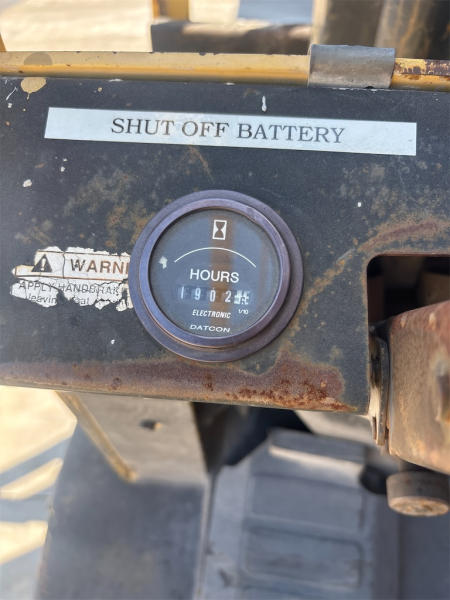 SHUT OFF BATTERY
HOURS
1902
ELECTRONIC 1/10
DATCON
WARN
APPLY HANDBRAK